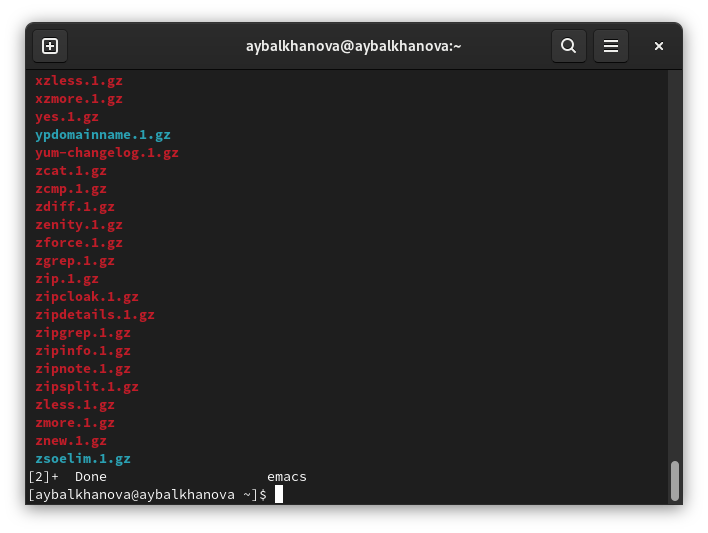 aybalkhanova@aybalkhanova:~
xzless.1.gz
xzmore.1.gz
yes.1.gz
ypdomainname.1.gz
yum-changelog.1.gz
zcat.1.gz
zcmp.1.gz
zdiff.1.gz
zenity.1.gz
zforce.1.gz
zgrep.1.gz
zip.1.gz
zipcloak.1.gz
zipdetails.1.gz
zipgrep.1.gz
zipinfo.1.gz
zipnote.1.gz
zipsplit.1.gz
zless.1.gz
zmore.1.gz
znew.1.gz
zsoelim.1.gz
[2]+  Done                    emacs
[aybalkhanova@aybalkhanova ~]$